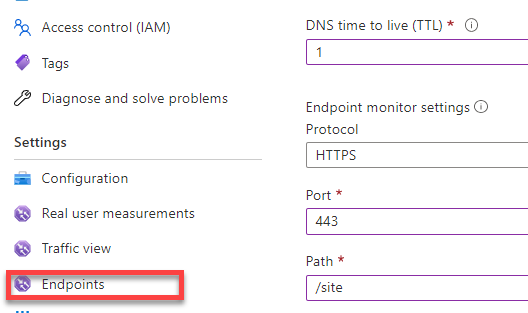 Access control (IAM)
Tags
Diagnose and solve problems
Settings
Configuration
Real user measurements
Traffic view
Endpoints
DNS time to live (TTL) *
1
Endpoint monitor settings
Protocol
HTTPS
Port *
443
Path *
/site